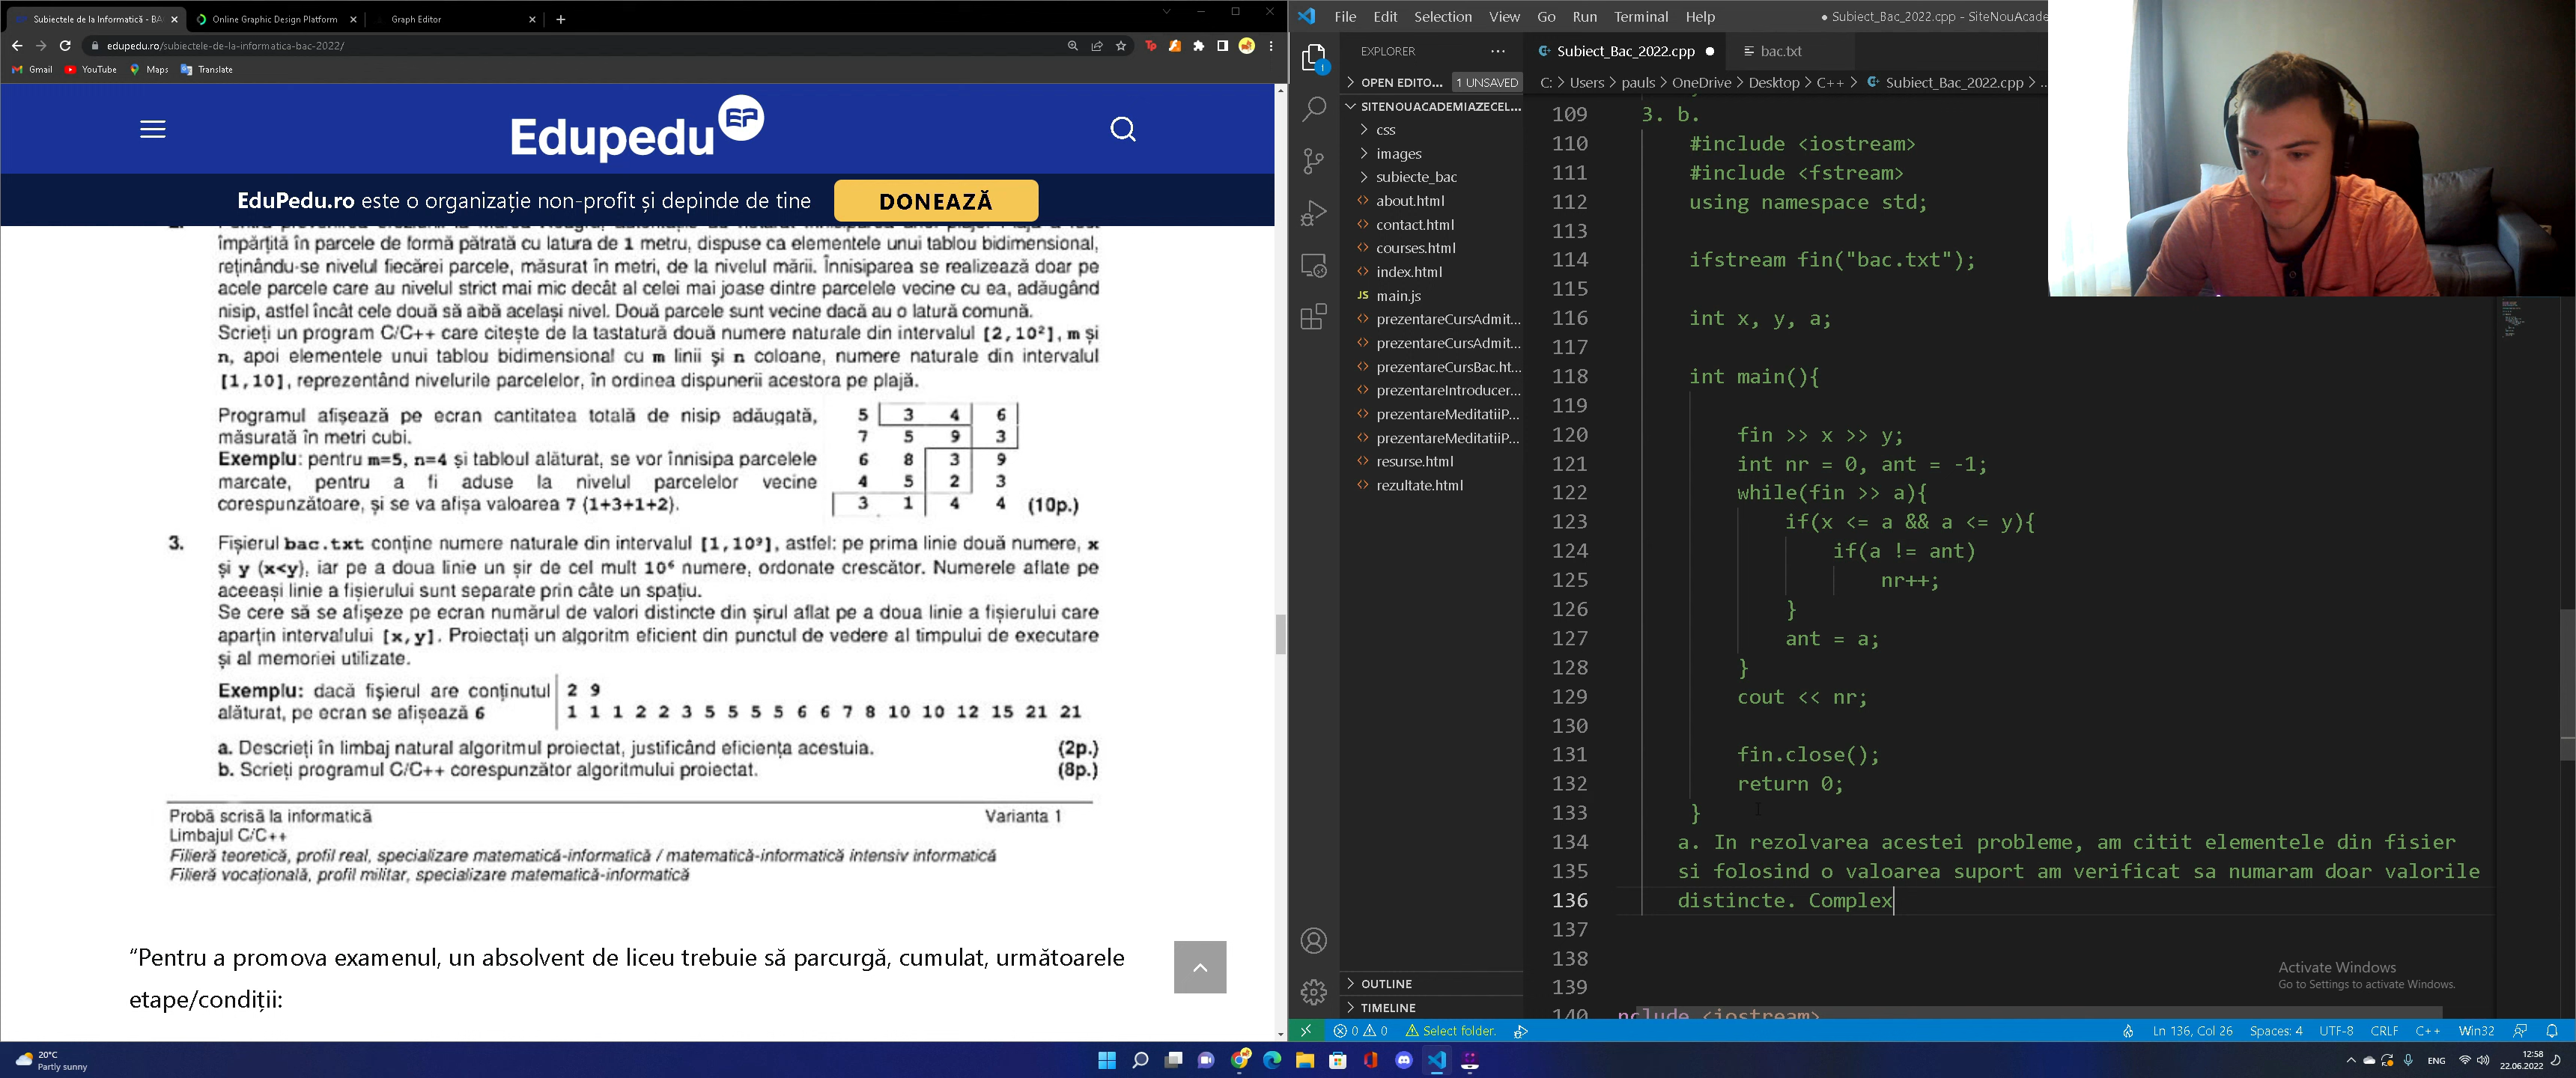 Subiectele de la Informatică - BA
Online Graphic Design Platform
Graph Editor
edupedu.ro/subiectele-de-la-informatica-bac-2022/
Gmail YouTube Maps Translate
Edupedu EP
EduPedu.ro este o organizație non-profit și depinde de tine
DONEAZĂ
împărțită în parcele de formă pătrată cu latura de 1 metru, dispuse ca elementele unui tablou bidimensional,
reținându-se nivelul fiecărei parcele, măsurat în metri, de la nivelul mării. Înnisiparea se realizează doar pe
acele parcele care au nivelul strict mai mic decât al celei mai joase dintre parcelele vecine cu ea, adăugând
nisip, astfel încât cele două să aibă același nivel. Două parcele sunt vecine dacă au o latură comună.
Scrieți un program C/C++ care citește de la tastatură două numere naturale din intervalul [2,10²], m și
n, apoi elementele unui tablou bidimensional cu m linii și n coloane, numere naturale din intervalul
[1,10], reprezentând nivelurile parcelelor, în ordinea dispunerii acestora pe plajă.
Programul afișează pe ecran cantitatea totală de nisip adăugată,
măsurată în metri cubi.
Exemplu: pentru m=5, n=4 și tabloul alăturat, se vor înnisipa parcelele
marcate, pentru a fi aduse la nivelul parcelelor vecine
corespunzătoare, și se va afișa valoarea 7 (1+3+1+2).
5 3 4 6
7 5 9 3
6 8 3 9
4 5 2 3
3 1 4 4 (10p.)
3. Fișierul bac.txt conține numere naturale din intervalul [1,10⁹], astfel: pe prima linie două numere, x
și y (x<y), iar pe a doua linie un șir de cel mult 10⁶ numere, ordonate crescător. Numerele aflate pe
aceeași linie a fișierului sunt separate prin câte un spațiu.
Se cere să se afișeze pe ecran numărul de valori distincte din șirul aflat pe a doua linie a fișierului care
aparțin intervalului [x,y]. Proiectați un algoritm eficient din punctul de vedere al timpului de executare
și al memoriei utilizate.
Exemplu: dacă fișierul are conținutul
alăturat, pe ecran se afișează 6
2 9
1 1 1 2 2 3 5 5 5 5 6 6 7 8 10 10 12 15 21 21
a. Descrieți în limbaj natural algoritmul proiectat, justificând eficiența acestuia. (2p.)
b. Scrieți programul C/C++ corespunzător algoritmului proiectat. (8p.)
Probă scrisă la informatică Varianta 1
Limbajul C/C++
Filieră teoretică, profil real, specializare matematică-informatică / matematică-informatică intensiv informatică
Filieră vocațională, profil militar, specializare matematică-informatică
“Pentru a promova examenul, un absolvent de liceu trebuie să parcurgă, cumulat, următoarele
etape/condiții:
File Edit Selection View Go Run Terminal Help
● Subiect_Bac_2022.cpp - SiteNouAcade
EXPLORER ...
OPEN EDITO... 1 UNSAVED
SITENOUACADEMIAZECEL...
css
images
subiecte_bac
about.html
contact.html
courses.html
index.html
JS main.js
prezentareCursAdmit...
prezentareCursAdmit...
prezentareCursBac.ht...
prezentareIntroducer...
prezentareMeditatiiP...
prezentareMeditatiiP...
resurse.html
rezultate.html
OUTLINE
TIMELINE
1
Subiect_Bac_2022.cpp ● bac.txt
C: > Users > pauls > OneDrive > Desktop > C++ > Subiect_Bac_2022.cpp > ...
109 3. b.
110 #include <iostream>
111 #include <fstream>
112 using namespace std;
113
114 ifstream fin("bac.txt");
115
116 int x, y, a;
117
118 int main(){
119
120 fin >> x >> y;
121 int nr = 0, ant = -1;
122 while(fin >> a){
123 if(x <= a && a <= y){
124 if(a != ant)
125 nr++;
126 }
127 ant = a;
128 }
129 cout << nr;
130
131 fin.close();
132 return 0;
133 }
134 a. In rezolvarea acestei probleme, am citit elementele din fisier
135 si folosind o valoarea suport am verificat sa numaram doar valorile
136 distincte. Complex
137
138
139
140 nclude <iostream>
Activate Windows
Go to Settings to activate Windows.
0 0 Select folder. Ln 136, Col 26 Spaces: 4 UTF-8 CRLF C++ Win32
20°C
Partly sunny
ENG
12:58
22.06.2022